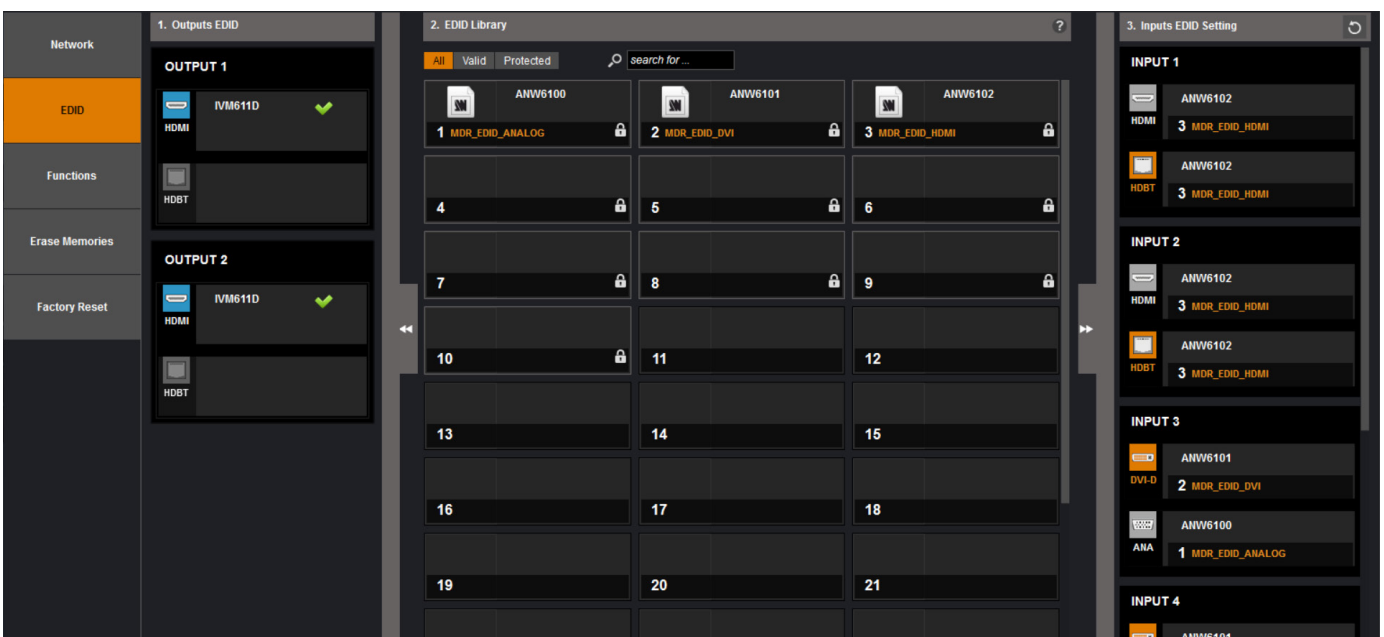 Network
EDID
Functions
Erase Memories
Factory Reset
1. Outputs EDID
OUTPUT 1
IVM611D
HDMI
HDBT
OUTPUT 2
IVM611D
HDMI
HDBT
2. EDID Library
?
All Valid Protected search for ...
ANW6100 ANW6101 ANW6102
1 MDR_EDID_ANALOG 2 MDR_EDID_DVI 3 MDR_EDID_HDMI
4 5 6
7 8 9
10 11 12
13 14 15
16 17 18
19 20 21
3. Inputs EDID Setting
INPUT 1
ANW6102
HDMI
3 MDR_EDID_HDMI
ANW6102
HDBT
3 MDR_EDID_HDMI
INPUT 2
ANW6102
HDMI
3 MDR_EDID_HDMI
ANW6102
HDBT
3 MDR_EDID_HDMI
INPUT 3
ANW6101
DVI-D
2 MDR_EDID_DVI
ANW6100
ANA
1 MDR_EDID_ANALOG
INPUT 4
ANW6101